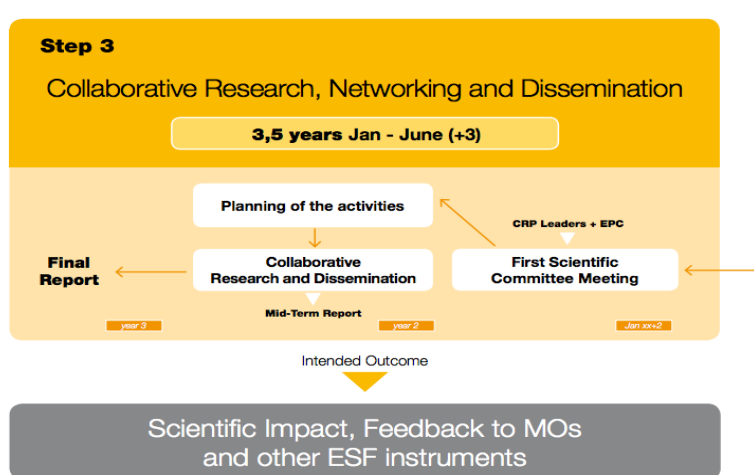 Step 3
Collaborative Research, Networking and Dissemination
3,5 years Jan - June (+3)
Planning of the activities
CRP Leaders + EPC
Final
Report
Collaborative
Research and Dissemination
First Scientific
Committee Meeting
Mid-Term Report
year 3
year 2
Jan xx+2
Intended Outcome
Scientific Impact, Feedback to MOs
and other ESF instruments